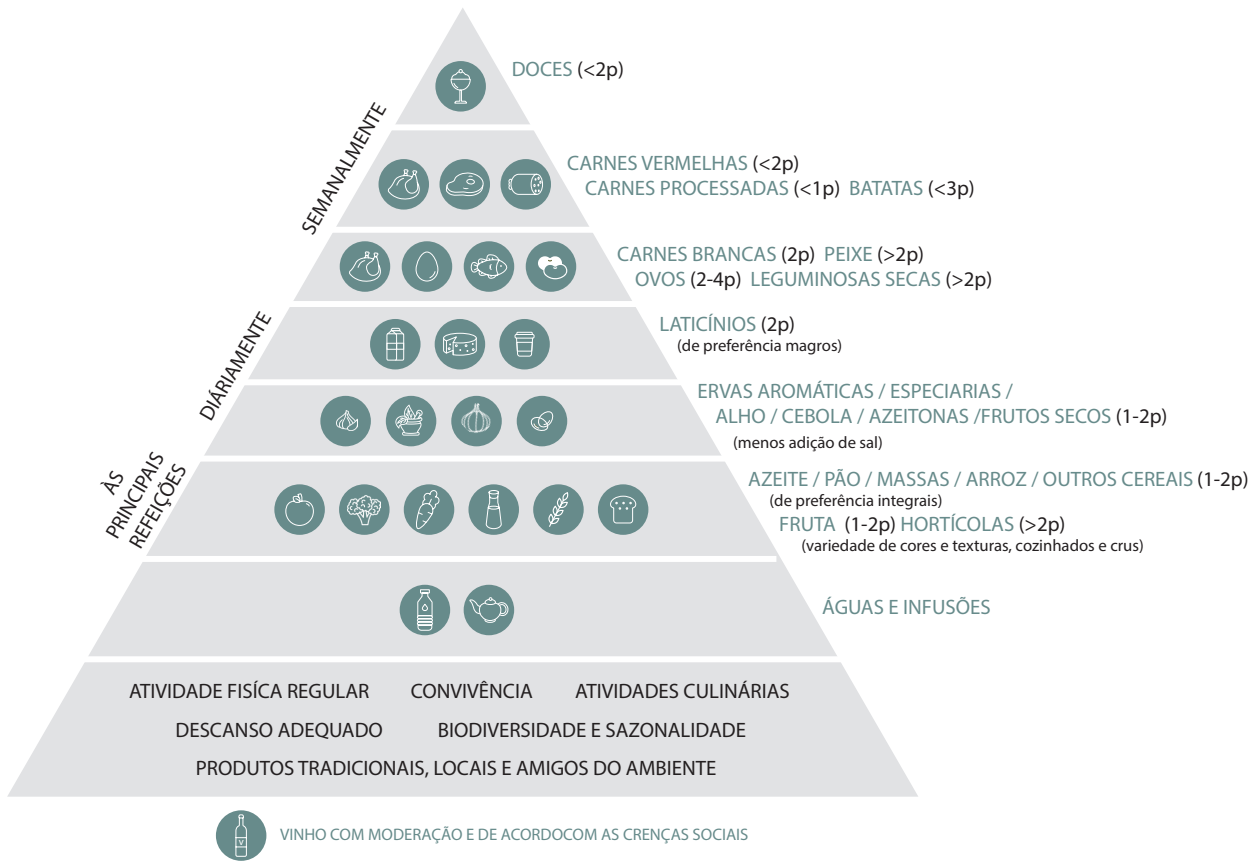 DOCES (<2p)
SEMANALMENTE
CARNES VERMELHAS (<2p)
CARNES PROCESSADAS (<1p) BATATAS (<3p)
CARNES BRANCAS (2p) PEIXE (>2p)
OVOS (2-4p) LEGUMINOSAS SECAS (>2p)
DIÁRIAMENTE
LATICÍNIOS (2p)
(de preferência magros)
ERVAS AROMÁTICAS / ESPECIARIAS /
ALHO / CEBOLA / AZEITONAS /FRUTOS SECOS (1-2p)
(menos adição de sal)
ÀS
PRINCIPAIS
REFEIÇÕES
AZEITE / PÃO / MASSAS / ARROZ / OUTROS CEREAIS (1-2p)
(de preferência integrais)
FRUTA (1-2p) HORTÍCOLAS (>2p)
(variedade de cores e texturas, cozinhados e crus)
ÁGUAS E INFUSÕES
ATIVIDADE FISÍCA REGULAR CONVIVÊNCIA ATIVIDADES CULINÁRIAS
DESCANSO ADEQUADO BIODIVERSIDADE E SAZONALIDADE
PRODUTOS TRADICIONAIS, LOCAIS E AMIGOS DO AMBIENTE
V
VINHO COM MODERAÇÃO E DE ACORDOCOM AS CRENÇAS SOCIAIS